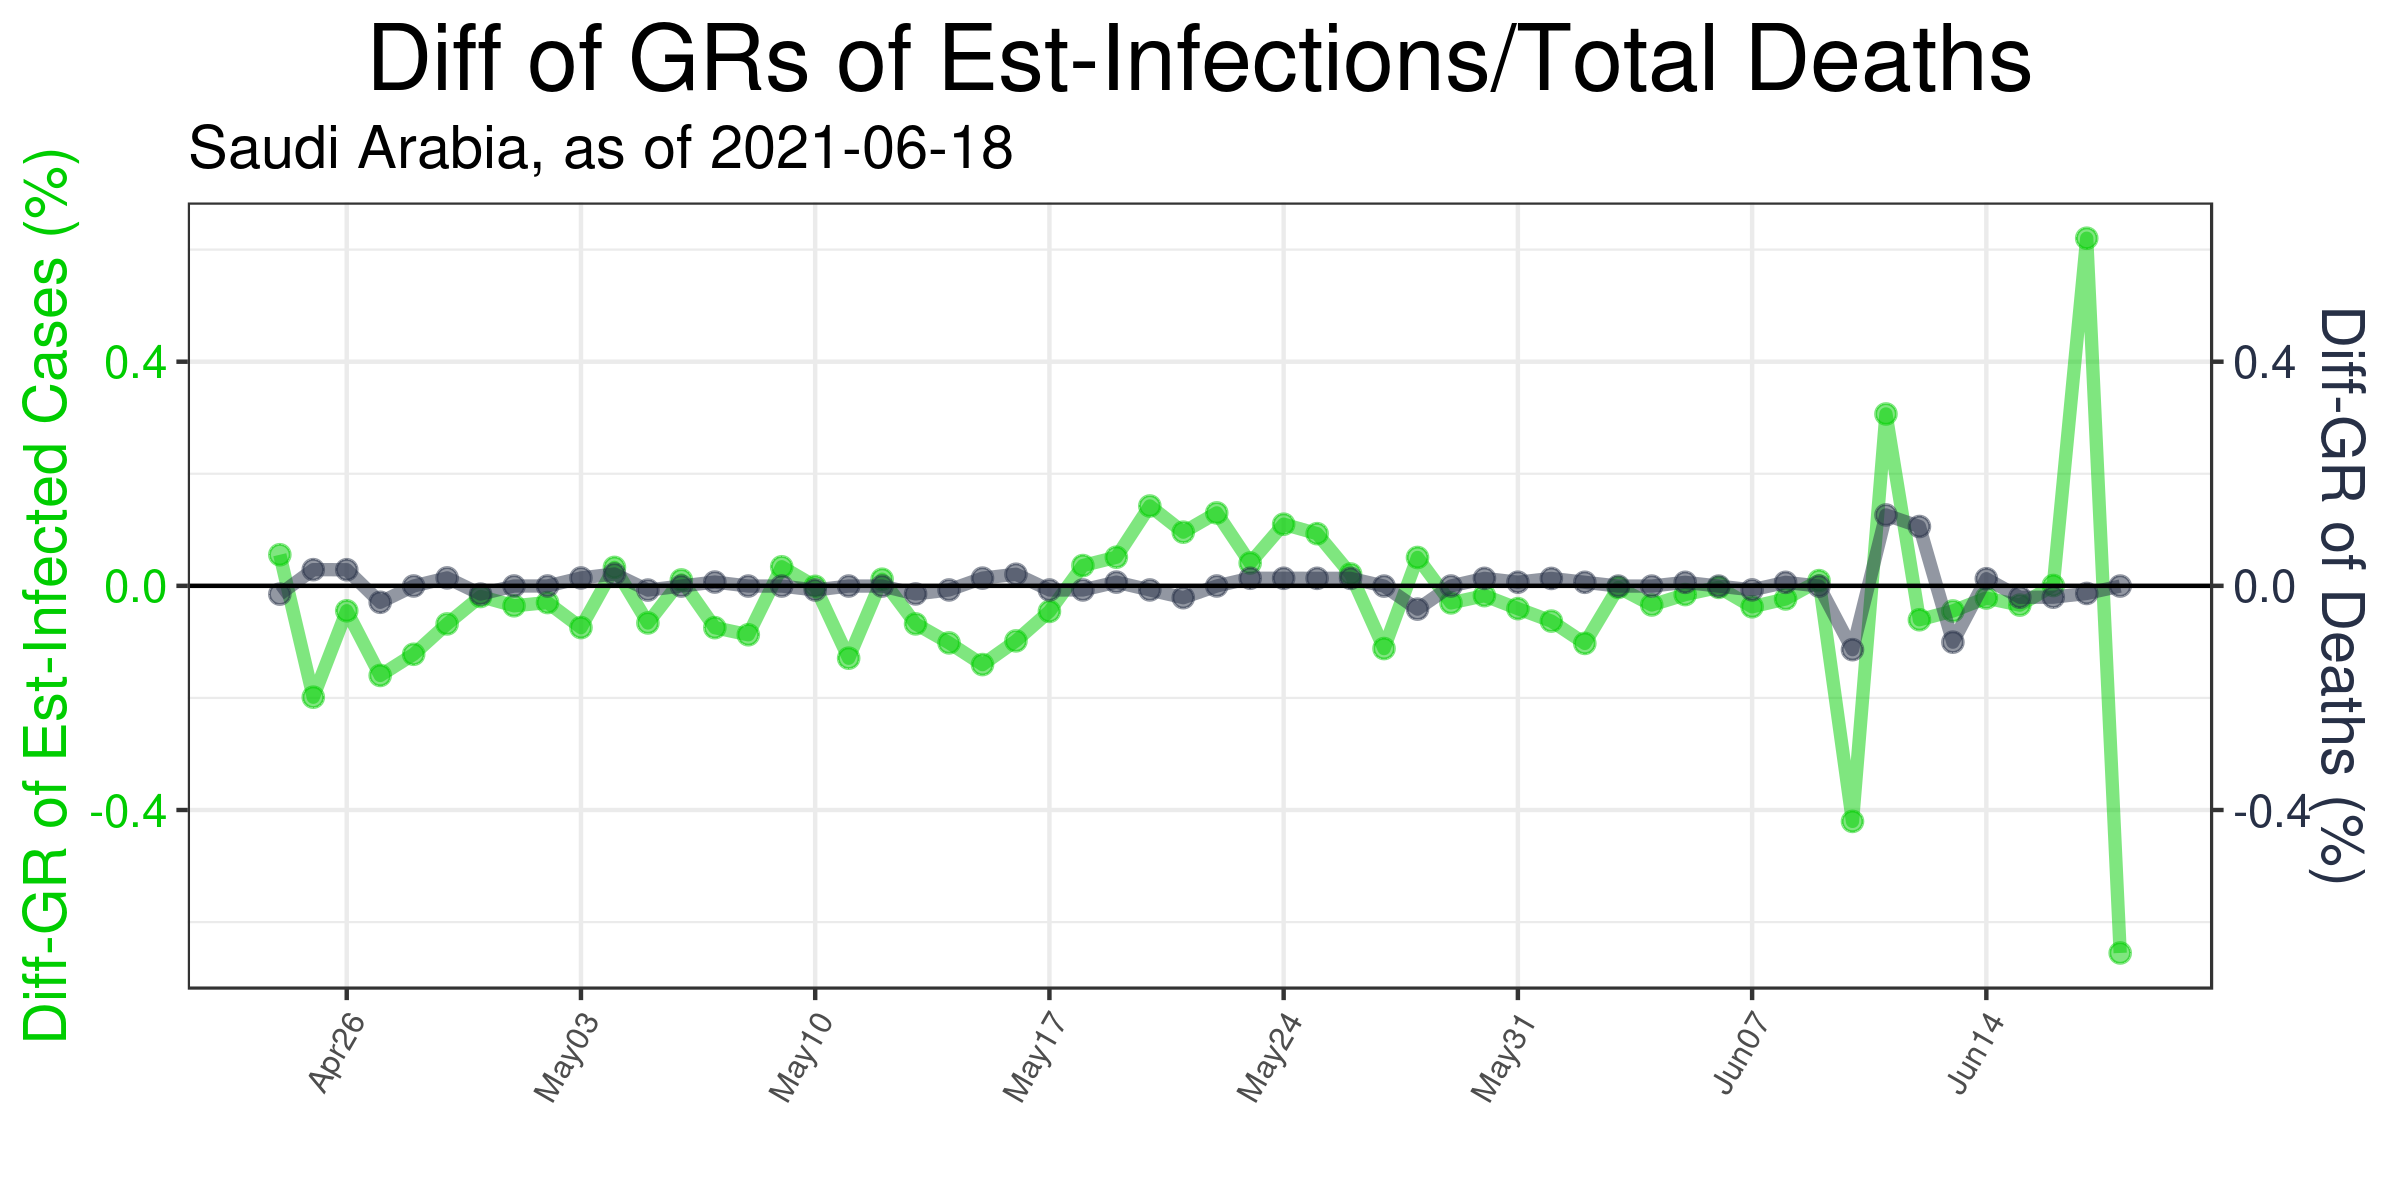 Diff of GRs of Est-Infections/Total Deaths
Saudi Arabia, as of 2021-06-18
Diff-GR of Est-Infected Cases (%)
0.4
0.0
-0.4
0.4
0.0
-0.4
Diff-GR of Deaths (%)
Apr26
May03
May10
May17
May24
May31
Jun07
Jun14